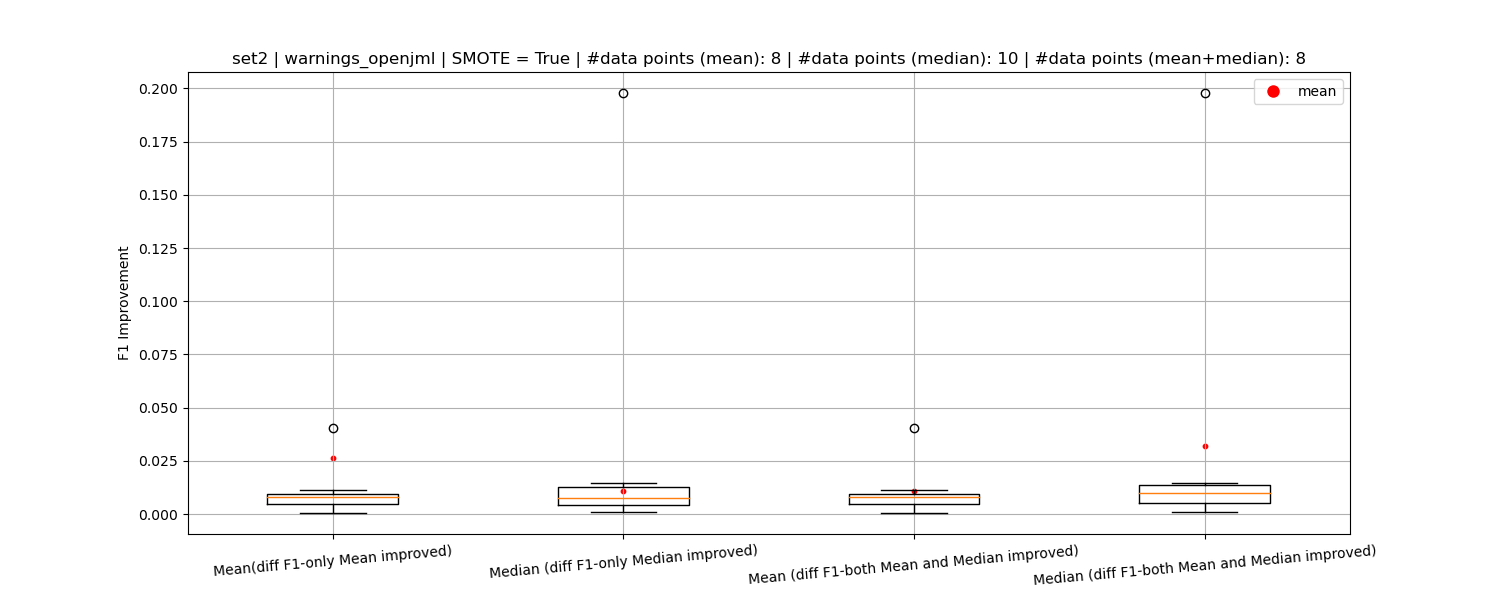 set2 | warnings_openjml | SMOTE = True | #data points (mean): 8 | #data points (median): 10 | #data points (mean+median): 8
mean
F1 Improvement
0.200
0.175
0.150
0.125
0.100
0.075
0.050
0.025
0.000
Mean(diff F1-only Mean improved)
Median (diff F1-only Median improved)
Mean (diff F1-both Mean and Median improved)
Median (diff F1-both Mean and Median improved)